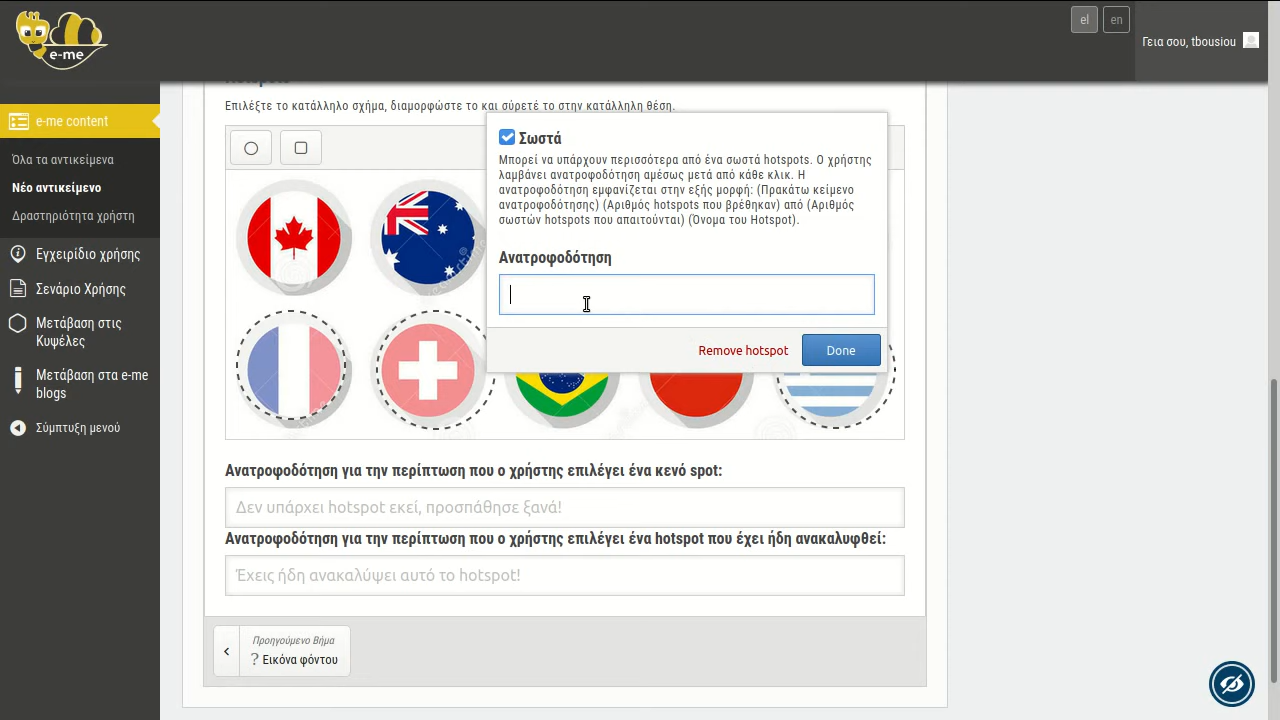 e-me
el
en
Γεια σου, tbousiou
e-me content
Όλα τα αντικείμενα
Νέο αντικείμενο
Δραστηριότητα χρήστη
Εγχειρίδιο χρήσης
Σενάριο Χρήσης
Μετάβαση στις
Κυψέλες
Μετάβαση στα e-me
blogs
Σύμπτυξη μενού
Επιλέξτε το κατάλληλο σχήμα, διαμορφώστε το και σύρετέ το στην κατάλληλη θέση.
Σωστά
Μπορεί να υπάρχουν περισσότερα από ένα σωστά hotspots. Ο χρήστης
λαμβάνει ανατροφοδότηση αμέσως μετά από κάθε κλικ. Η
ανατροφοδότηση εμφανίζεται στην εξής μορφή: (Πρακάτω κείμενο
ανατροφοδότησης) (Αριθμός hotspots που βρέθηκαν) από (Αριθμός
σωστών hotspots που απαιτούνται) (Όνομα του Hotspot).
Ανατροφοδότηση
Remove hotspot
Done
Ανατροφοδότηση για την περίπτωση που ο χρήστης επιλέγει ένα κενό spot:
Δεν υπάρχει hotspot εκεί, προσπάθησε ξανά!
Ανατροφοδότηση για την περίπτωση που ο χρήστης επιλέγει ένα hotspot που έχει ήδη ανακαλυφθεί:
Έχεις ήδη ανακαλύψει αυτό το hotspot!
Προηγούμενο Βήμα
? Εικόνα φόντου